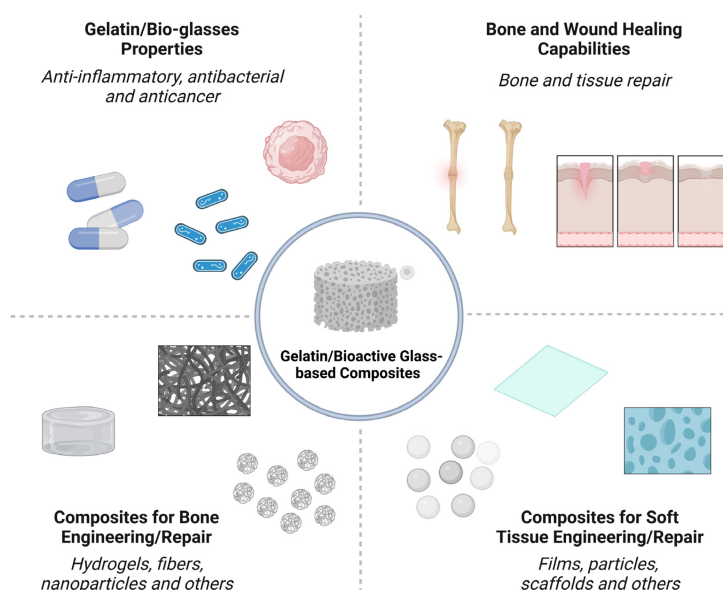 Gelatin/Bio-glasses
Properties
Anti-inflammatory, antibacterial
and anticancer
Bone and Wound Healing
Capabilities
Bone and tissue repair
Gelatin/Bioactive Glass-
based Composites
Composites for Bone
Engineering/Repair
Hydrogels, fibers,
nanoparticles and others
Composites for Soft
Tissue Engineering/Repair
Films, particles,
scaffolds and others